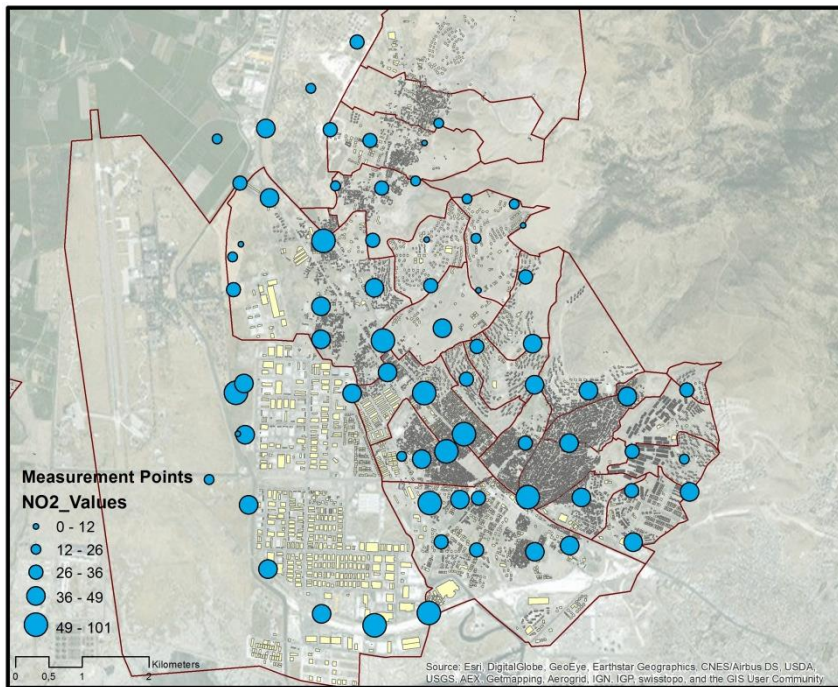 Measurement Points
NO2_Values
0 - 12
12 - 26
26 - 36
36 - 49
49 - 101
0 0,5 1 2 Kilometers
Source: Esri, DigitalGlobe, GeoEye, Earthstar Geographics, CNES/Airbus DS, USDA,
USGS, AEX, Getmapping, Aerogrid, IGN, IGP, swisstopo, and the GIS User Community